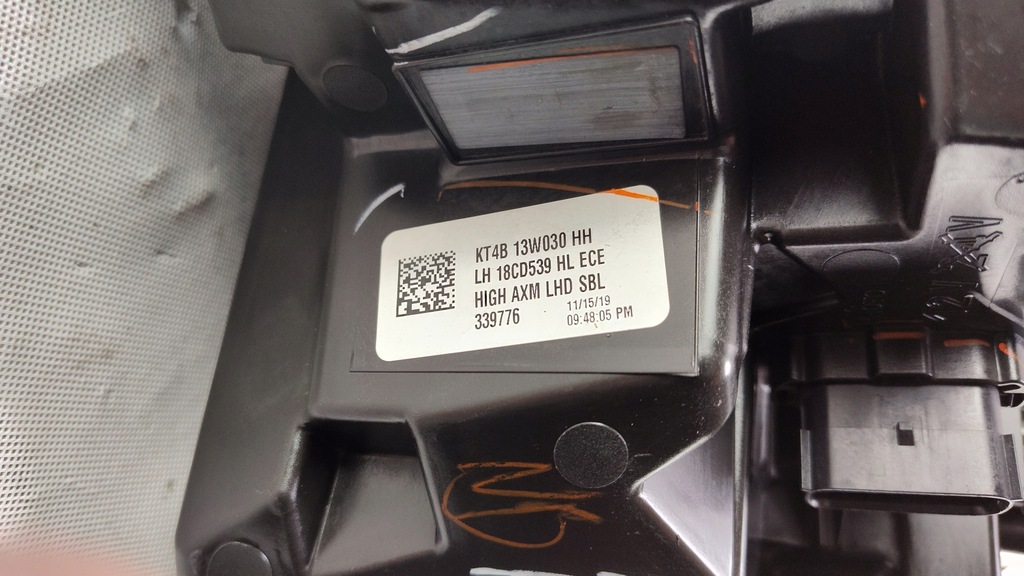 KT4B 13W030 HH
LH 18CD539 HL ECE
HIGH AXM LHD SBL
339776
11/15/19
09:48:05 PM